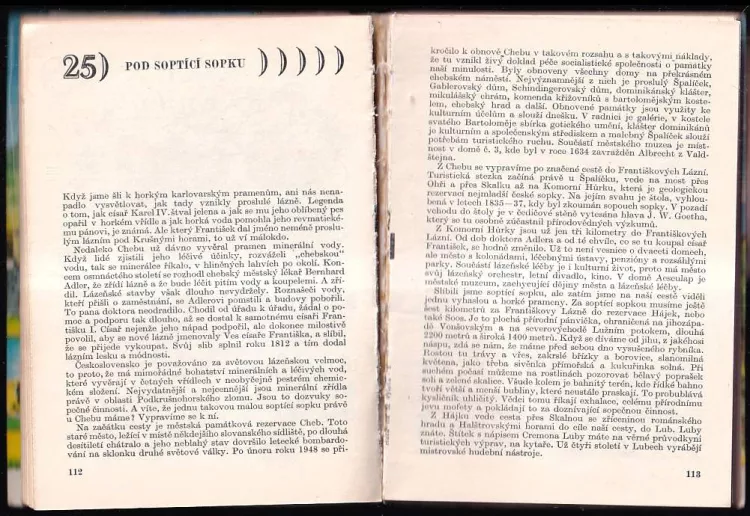 25) POD SOPTÍCÍ SOPKU ) ) ) ) )
Když jsme šli k horkým karlovarským pramenům, ani nás nena-
padlo vysvětlovat, jak tady vznikly proslulé lázně. Legenda
o tom, jak císař Karel IV. štval jelena a jak se mu jeho oblíbený pes
opařil v horkém vřídle a jak horká voda pomohla jeho revmatické-
mu pánovi, je známá. Ale který František dal jméno neméně proslu-
lým lázním pod Krušnými horami, to už ví málokdo.
Nedaleko Chebu už dávno vyvěral pramen minerální vody.
Když lidé zjistili jeho léčivé účinky, rozváželi „chebskou"
vodu, tak se minerálce říkalo, v hliněných lahvích po okolí. Kon-
cem osmnáctého století se rozhodl chebský městský lékař Bernhard
Adler, že zřídí lázně a že bude léčit pitím vody a koupelemi. A zří-
dil. Lázeňské stavby však dlouho nevydržely. Roznašeči vody,
kteří přišli o zaměstnání, se Adlerovi pomstili a budovy pobořili.
To pana doktora neodradilo. Chodil od úřadu k úřadu, žádal o po-
moc a podporu tak dlouho, až se dostal k samotnému císaři Fran-
tišku I. Císař nejenže jeho nápad podpořil, ale dokonce milostivě
povolil, aby se nové lázně jmenovaly Ves císaře Františka, a slíbil,
že se přijede vykoupat. Svůj slib splnil roku 1812 a tím dodal
lázním lesku a módnosti.
Československo je považováno za světovou lázeňskou velmoc,
to proto, že má mimořádné bohatství minerálních a léčivých vod,
které vyvěrají v četných vřídlech v neobyčejně pestrém chemic-
kém složení. Nejvydatnější a nejcennější jsou minerální zřídla
právě v oblasti Podkrušnohorského zlomu. Jsou to dozvuky so-
počné činnosti. A víte, že jednu takovou malou soptící sopku právě
u Chebu máme? Vypravíme se k ní.
Na začátku cesty je městská památková rezervace Cheb. Toto
staré město, ležící v místě někdejšího slovanského sídliště, po dlouhá
desítiletí chátralo a jeho neblahý stav dovršilo letecké bombardo-
vání na sklonku druhé světové války. Po únoru roku 1948 se při-
112
kročilo k obnově Chebu v takovém rozsahu a s takovými náklady,
že tu vznikl živý doklad péče socialistické společnosti o památky
naší minulosti. Byly obnoveny všechny domy na překrásném
chebském náměstí. Nejvýznamnější z nich je proslulý Špalíček,
Gablerovský dům, Schindingerovský dům, dominikánský klášter,
mikulášský chrám, komenda křižovníků s bartolomějským koste-
lem, chebský hrad a další. Obnovené památky jsou využity ke
kulturním účelům a slouží dnešku. V radnici je galérie, v kostele
svatého Bartoloměje sbírka gotického umění, klášter dominikánů
je kulturním a společenským střediskem a malebný Špalíček slouží
potřebám turistického ruchu. Součástí městského muzea je míst-
nost v domě č. 3, kde byl v roce 1634 zavražděn Albrecht z Vald-
štejna.
Z Chebu se vypravíme po značené cestě do Františkových Lázní.
Turistická stezka začíná právě u Špalíčku, vede na most přes
Ohři a přes Skalku až na Komorní Hůrku, která je geologickou
rezervací nejmladší české sopky. Na jejím svahu je štola, vyhlou-
bená v letech 1835—37, kdy byl zkoumán sopouch sopky. V pozadí
vchodu do štoly je v čedičové stěně vytesána hlava J. W. Goetha,
který se tu osobně zúčastnil přírodovědných výzkumů.
Z Komorní Hůrky jsou už jen tři kilometry do Františkových
Lázní. Od dob doktora Adlera a od té chvíle, co se tu koupal císař
František, se hodně změnilo. Už to není vesnice o dvaceti domech,
ale město s kolonádami, léčebnými ústavy, penzióny a rozsáhlými
parky. Součástí lázeňské léčby je i kulturní život, proto má město
svůj lázeňský orchestr, letní divadlo, kino. V domě Aesculap je
městské muzeum, zachycující dějiny města a lázeňské léčby.
Slíbili jsme soptící sopku, ale zatím jsme na naší cestě viděli
jednu vyhaslou a horké prameny. Za soptící sopkou musíme ještě
šest kilometrů za Františkovy Lázně do rezervace Hájek, nebo
také Soos. Je to plochá přírodní pánvička, ohraničená na jihozápa-
dě Vonšovským a na severovýchodě Lužním potokem, dlouhá
2200 metrů a široká 1400 metrů. Když se díváme od jihu, z jakéhosi
náspu, zdá se nám, že máme před sebou dno vysušeného rybníka.
Rostou tu trávy a vřes, zakrslé břízky a borovice, slanomilná
květena, jako třeba sivěnka přímořská a kukuřinka solná. Při
suchém počasí můžeme na rostlinách pozorovat bělavý poprašek
soli a zelené skalice. Všude kolem je bahnitý terén, kde řídké bahno
tvoří větší a menší bubliny, které neustále praskají. To probublává
kysličník uhličitý. Vědci tomu říkají exhalace, celému přírodnímu
jevu mofety a pokládají to za doznívající sopečnou činnost.
Z Hájku vede cesta přes Skalnou se zříceninou románského
hradu a Halštrovskými horami do cíle naší cesty, do Lub. Luby
znáte. Štítek s nápisem Cremona Luby máte na věrné průvodkyni
turistických výprav, na kytaře. Už čtyři století v Lubech vyrábějí
mistrovské hudební nástroje.
113